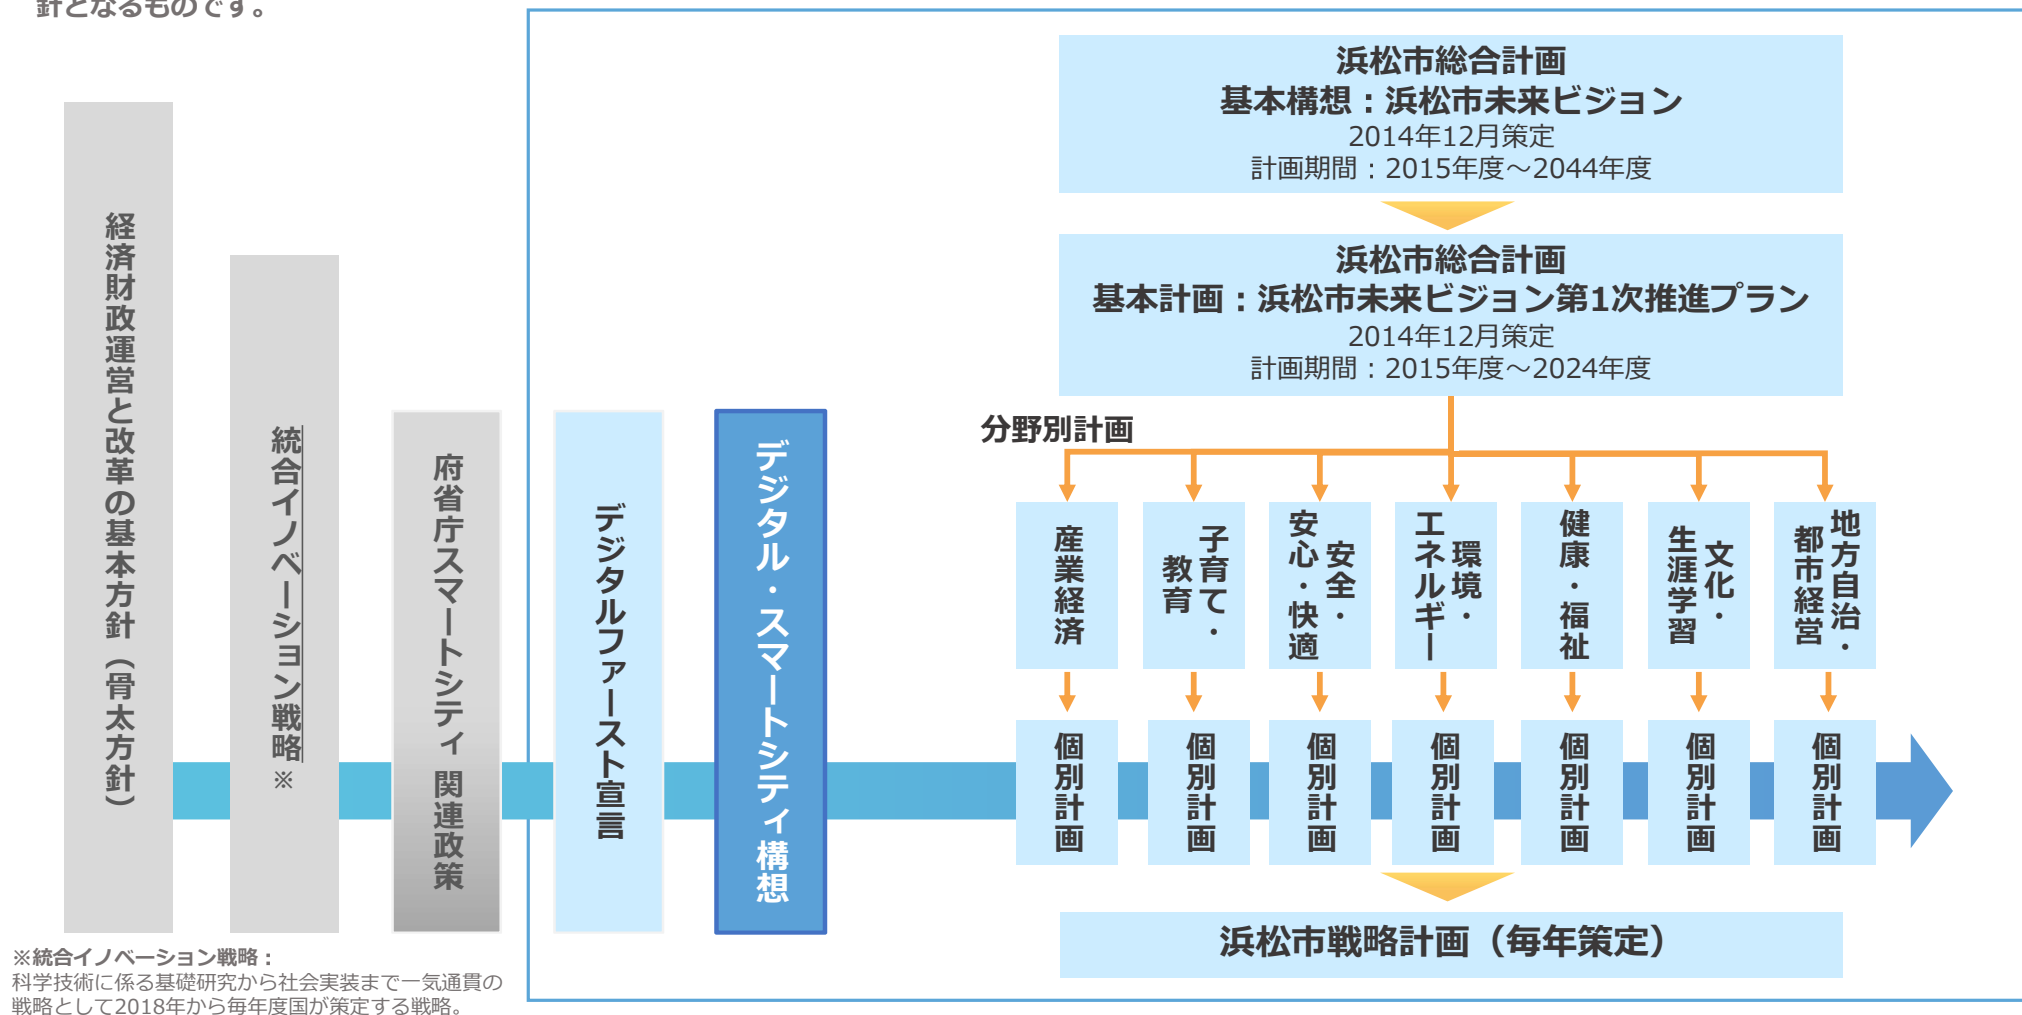 針となるものです。
浜松市総合計画
基本構想：浜松市未来ビジョン
2014年12月策定
計画期間：2015年度～2044年度
浜松市総合計画
基本計画：浜松市未来ビジョン第1次推進プラン
2014年12月策定
計画期間：2015年度～2024年度
経済財政運営と改革の基本方針（骨太方針）
統合イノベーション戦略※
府省庁スマートシティ関連政策
デジタルファースト宣言
デジタル・スマートシティ構想
分野別計画
産業経済
子育て・
教育
安全・
安心・快適
環境・
エネルギー
健康・福祉
文化・
生涯学習
地方自治・
都市経営
個別計画
個別計画
個別計画
個別計画
個別計画
個別計画
個別計画
浜松市戦略計画（毎年策定）
※統合イノベーション戦略：
科学技術に係る基礎研究から社会実装まで一気通貫の
戦略として2018年から毎年度国が策定する戦略。